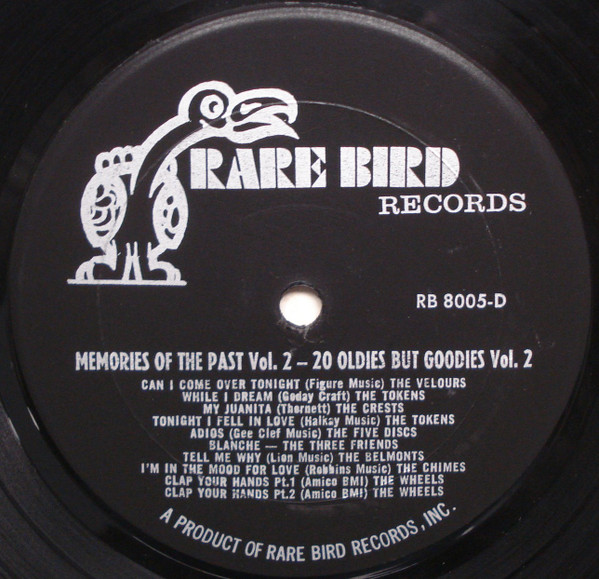 RARE BIRD
RECORDS
RB 8005-D
MEMORIES OF THE PAST Vol. 2 – 20 OLDIES BUT GOODIES Vol. 2
CAN I COME OVER TONIGHT (Figure Music) THE VELOURS
WHILE I DREAM (Goday Craft) THE TOKENS
MY JUANITA (Thornett) THE CRESTS
TONIGHT I FELL IN LOVE (Halkay Music) THE TOKENS
ADIOS (Gee Clef Music) THE FIVE DISCS
BLANCHE — THE THREE FRIENDS
TELL ME WHY (Lion Music) THE BELMONTS
I'M IN THE MOOD FOR LOVE (Robbins Music) THE CHIMES
CLAP YOUR HANDS Pt.1 (Amico BMI) THE WHEELS
CLAP YOUR HANDS Pt.2 (Amico BMI) THE WHEELS
A PRODUCT OF RARE BIRD RECORDS, INC.